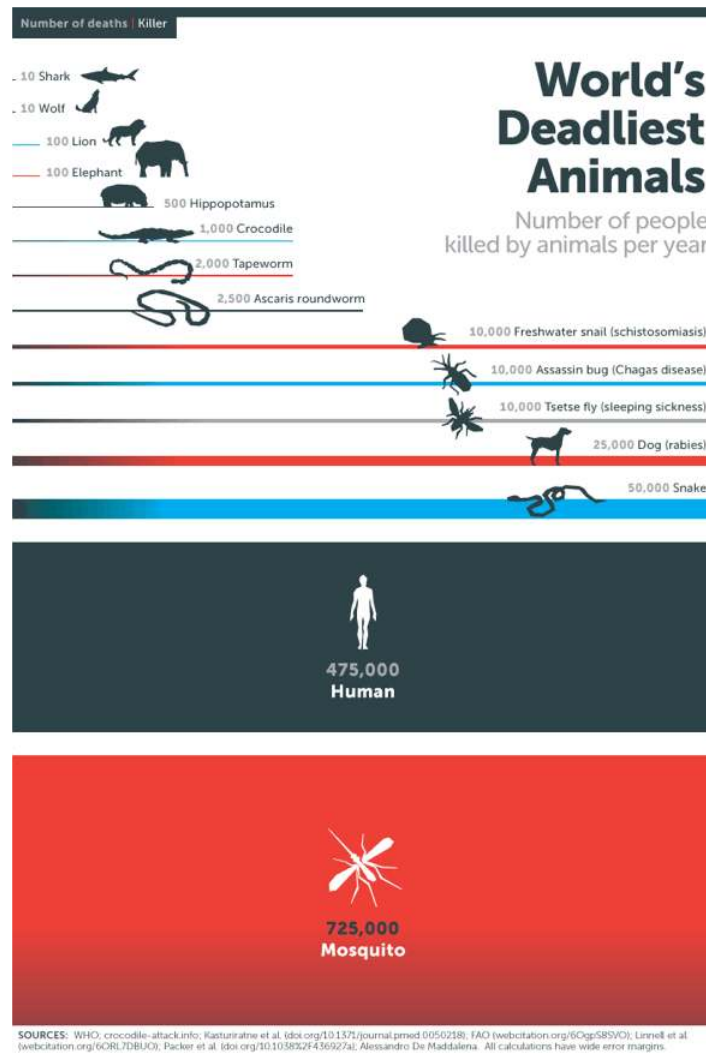 Number of deaths | Killer
World's
Deadliest
Animals
Number of people
killed by animals per year
10 Shark
10 Wolf
100 Lion
100 Elephant
500 Hippopotamus
1,000 Crocodile
2,000 Tapeworm
2,500 Ascaris roundworm
10,000 Freshwater snail (schistosomiasis)
10,000 Assassin bug (Chagas disease)
10,000 Tsetse fly (sleeping sickness)
25,000 Dog (rabies)
50,000 Snake
475,000
Human
725,000
Mosquito
SOURCES: WHO; crocodile-attack.info; Kasturiratne et al. (doi.org/10.1371/journal.pmed.0050218); FAO (webcitation.org/6OgpS8SVO); Linnell et al.
(webcitation.org/6ORL7DBUO); Packer et al. (doi.org/10.1038%2F436927a); Alessandro De Maddalena. All calculations have wide error margins.